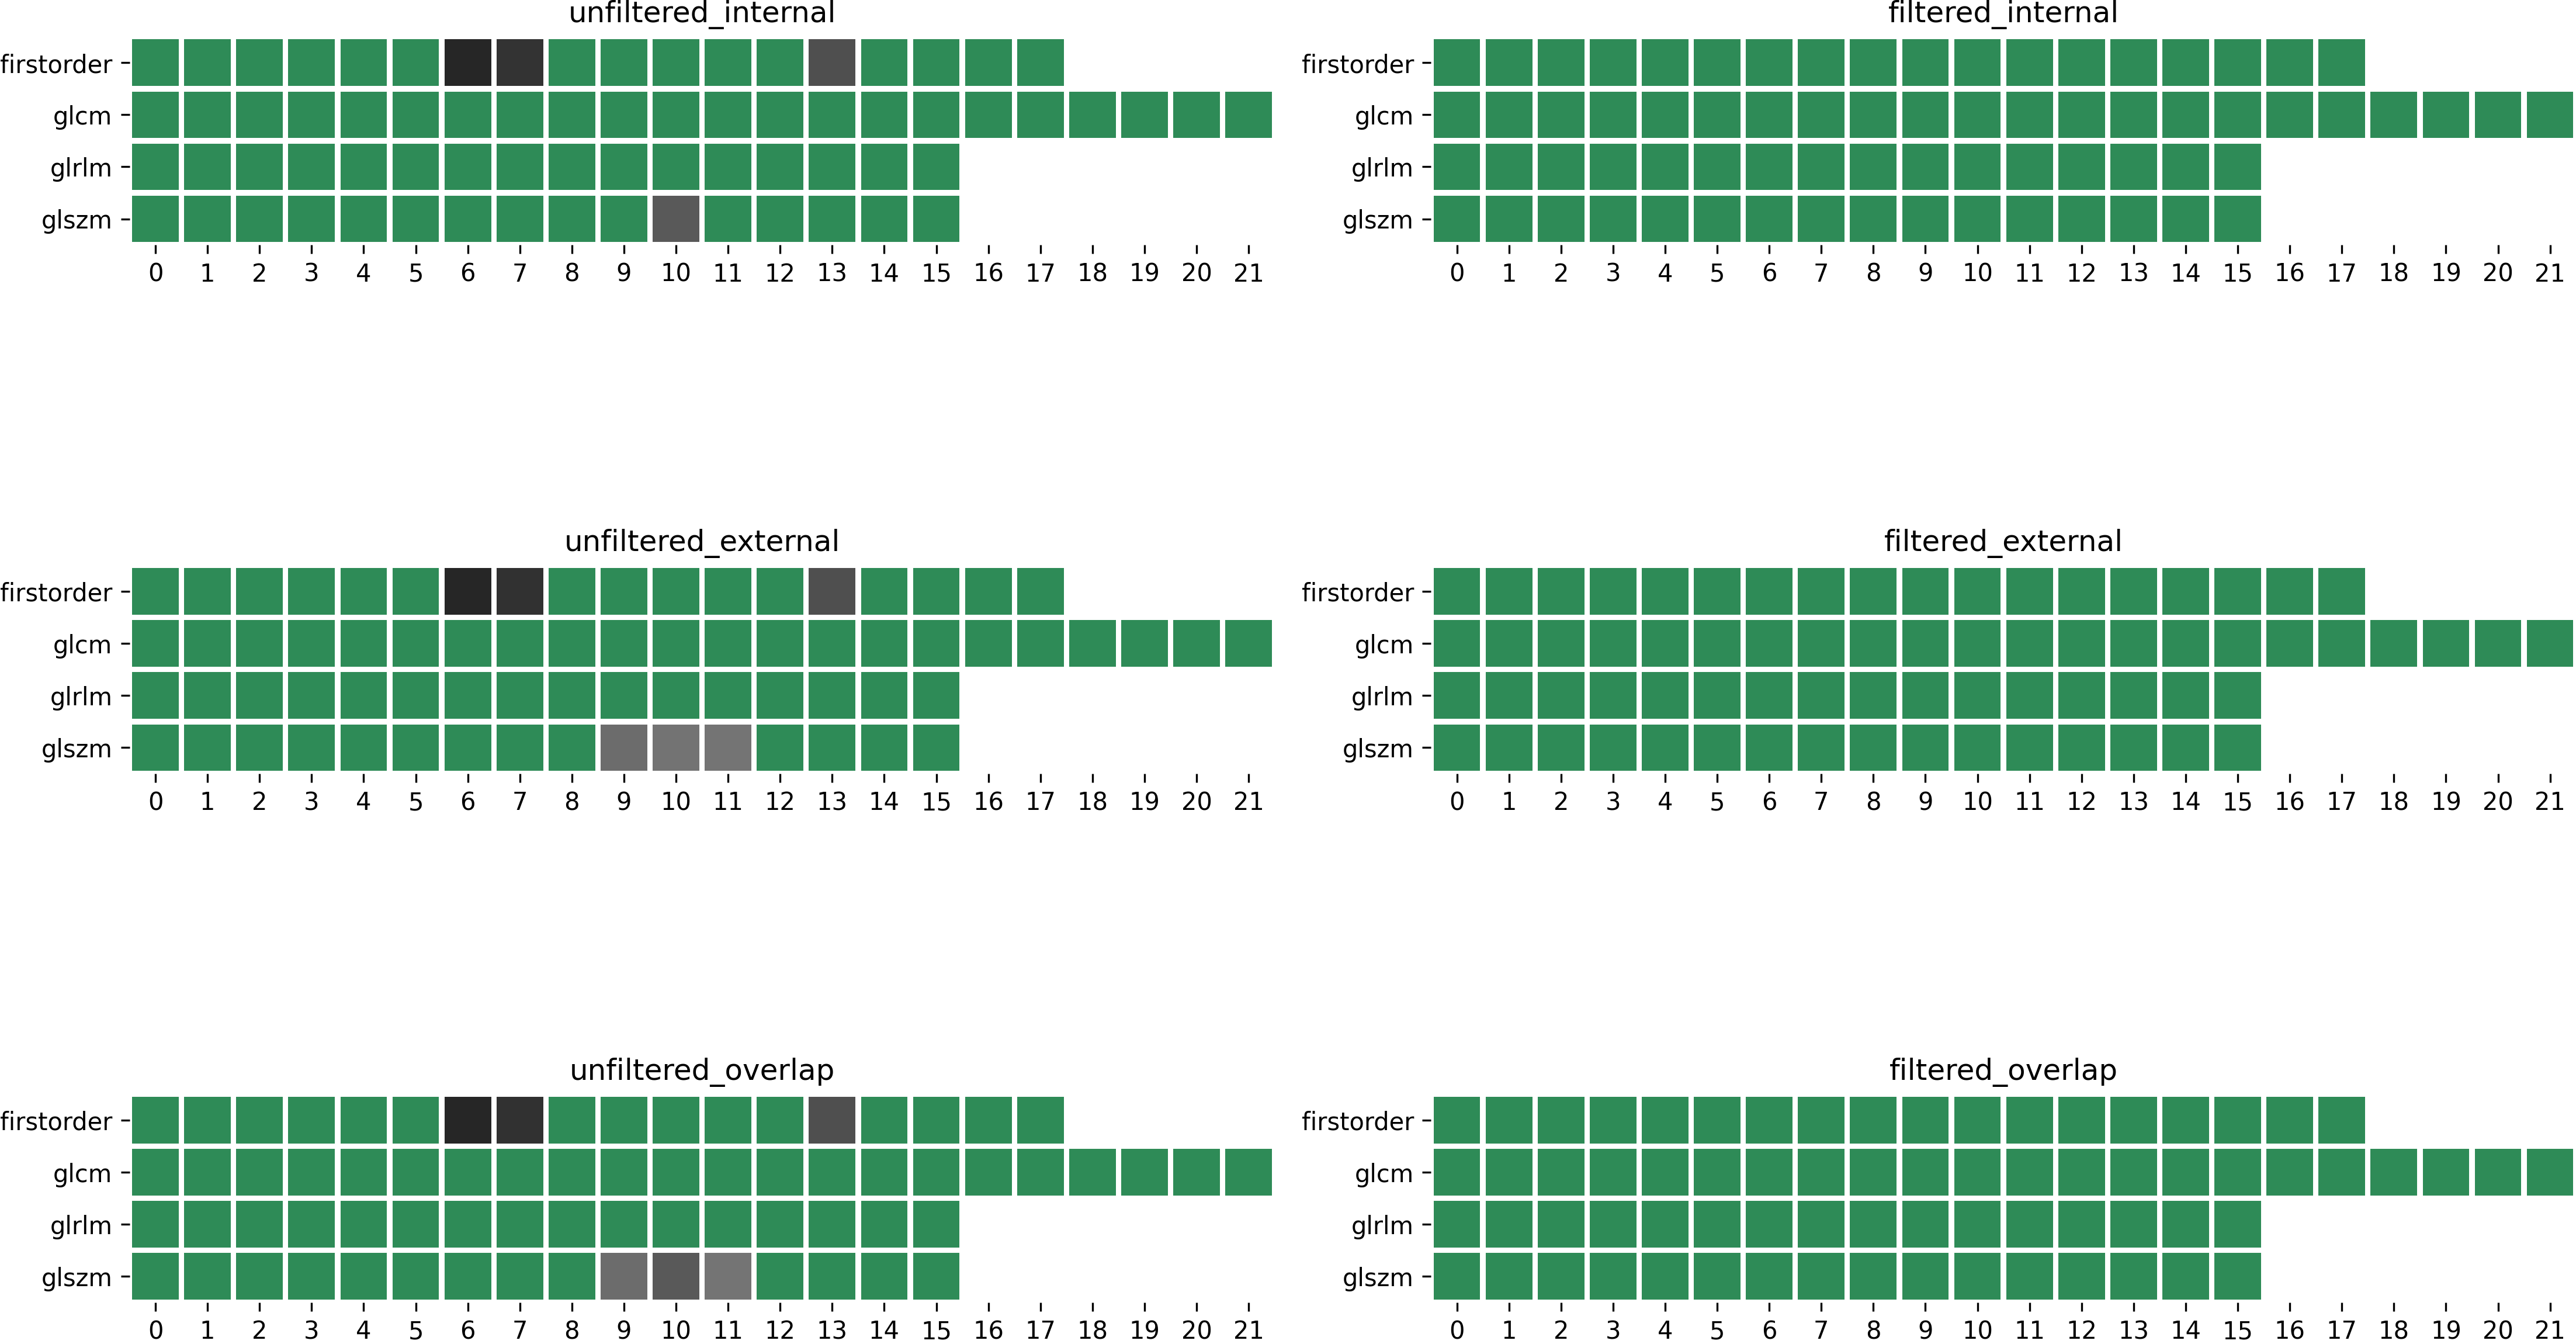 unfiltered_internal
firstorder
glcm
glrlm
glszm
0 1 2 3 4 5 6 7 8 9 10 11 12 13 14 15 16 17 18 19 20 21
filtered_internal
firstorder
glcm
glrlm
glszm
0 1 2 3 4 5 6 7 8 9 10 11 12 13 14 15 16 17 18 19 20 21
unfiltered_external
firstorder
glcm
glrlm
glszm
0 1 2 3 4 5 6 7 8 9 10 11 12 13 14 15 16 17 18 19 20 21
filtered_external
firstorder
glcm
glrlm
glszm
0 1 2 3 4 5 6 7 8 9 10 11 12 13 14 15 16 17 18 19 20 21
unfiltered_overlap
firstorder
glcm
glrlm
glszm
0 1 2 3 4 5 6 7 8 9 10 11 12 13 14 15 16 17 18 19 20 21
filtered_overlap
firstorder
glcm
glrlm
glszm
0 1 2 3 4 5 6 7 8 9 10 11 12 13 14 15 16 17 18 19 20 21